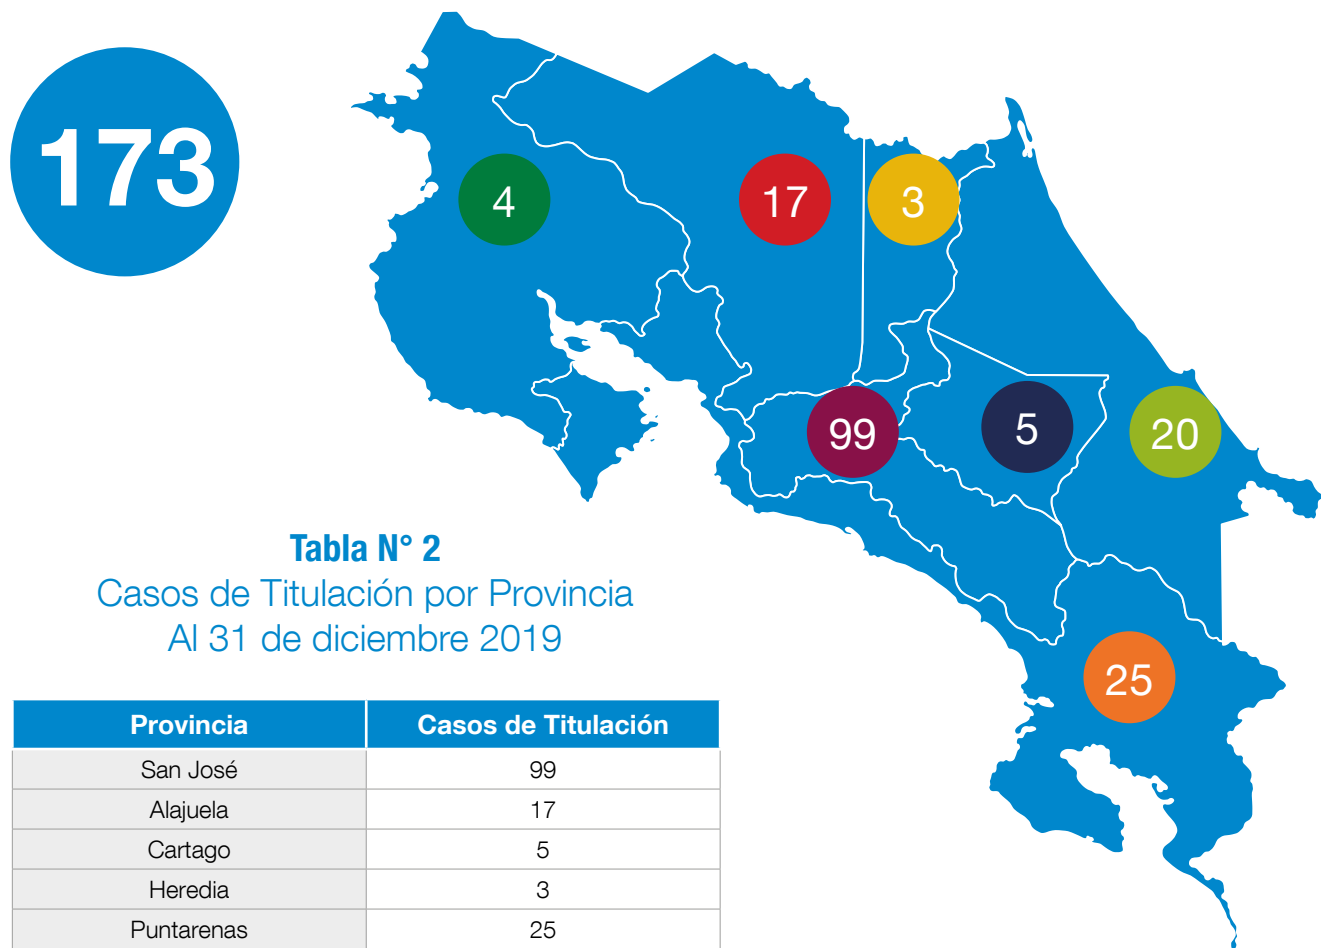 173
4
17
3
99
5
20
25
Tabla N° 2
Casos de Titulación por Provincia
Al 31 de diciembre 2019
Provincia Casos de Titulación
San José 99
Alajuela 17
Cartago 5
Heredia 3
Puntarenas 25